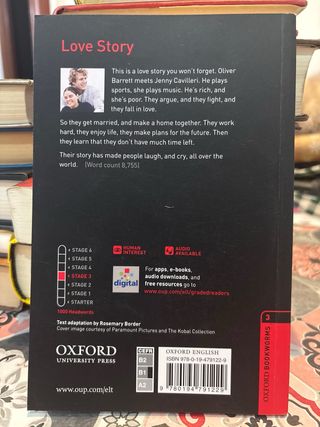 Love Story
This is a love story you won't forget. Oliver
Barrett meets Jenny Cavilleri. He plays
sports, she plays music. He's rich, and
she's poor. They argue, and they fight, and
they fall in love.
So they get married, and make a home together. They work
hard, they enjoy life, they make plans for the future. Then
they learn that they don't have much time left.
Their story has made people laugh, and cry, all over the
world. [Word count 8,755]
STAGE 6
STAGE 5
STAGE 4
STAGE 3
STAGE 2
STAGE 1
STARTER
1000 Headwords
HUMAN
INTEREST
AUDIO
AVAILABLE
digital
For apps, e-books,
audio downloads, and
free resources go to
www.oup.com/elt/gradedreaders
Text adaptation by Rosemary Border
Cover image courtesy of Paramount Pictures and The Kobal Collection
OXFORD
UNIVERSITY PRESS
www.oup.com/elt
CEFR
B2
B1
A2
OXFORD ENGLISH
ISBN 978-0-19-479122-9
9 780194 791229
3
OXFORD BOOKWORMS